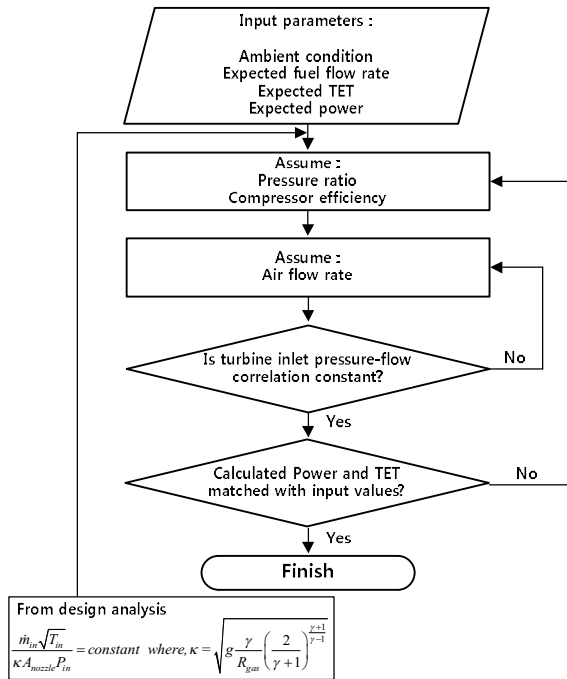 Input parameters :
Ambient condition
Expected fuel flow rate
Expected TET
Expected power
Assume :
Pressure ratio
Compressor efficiency
Assume :
Air flow rate
Is turbine inlet pressure-flow
correlation constant?
No
Yes
Calculated Power and TET
matched with input values?
No
Yes
Finish
From design analysis
ṁ_in √T_in / κA_nozzle P_in = constant where, κ = √(g γ/R_gas (2/(γ+1))^((γ+1)/(γ−1)))